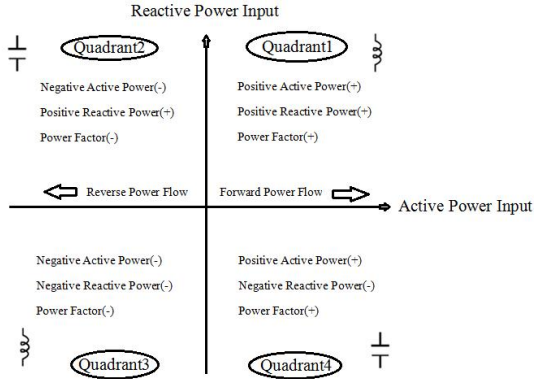 Reactive Power Input
Quadrant2
Negative Active Power(-)
Positive Reactive Power(+)
Power Factor(-)
Quadrant1
Positive Active Power(+)
Positive Reactive Power(+)
Power Factor(+)
Reverse Power Flow
Forward Power Flow
Active Power Input
Negative Active Power(-)
Negative Reactive Power(-)
Power Factor(-)
Quadrant3
Positive Active Power(+)
Negative Reactive Power(-)
Power Factor(+)
Quadrant4